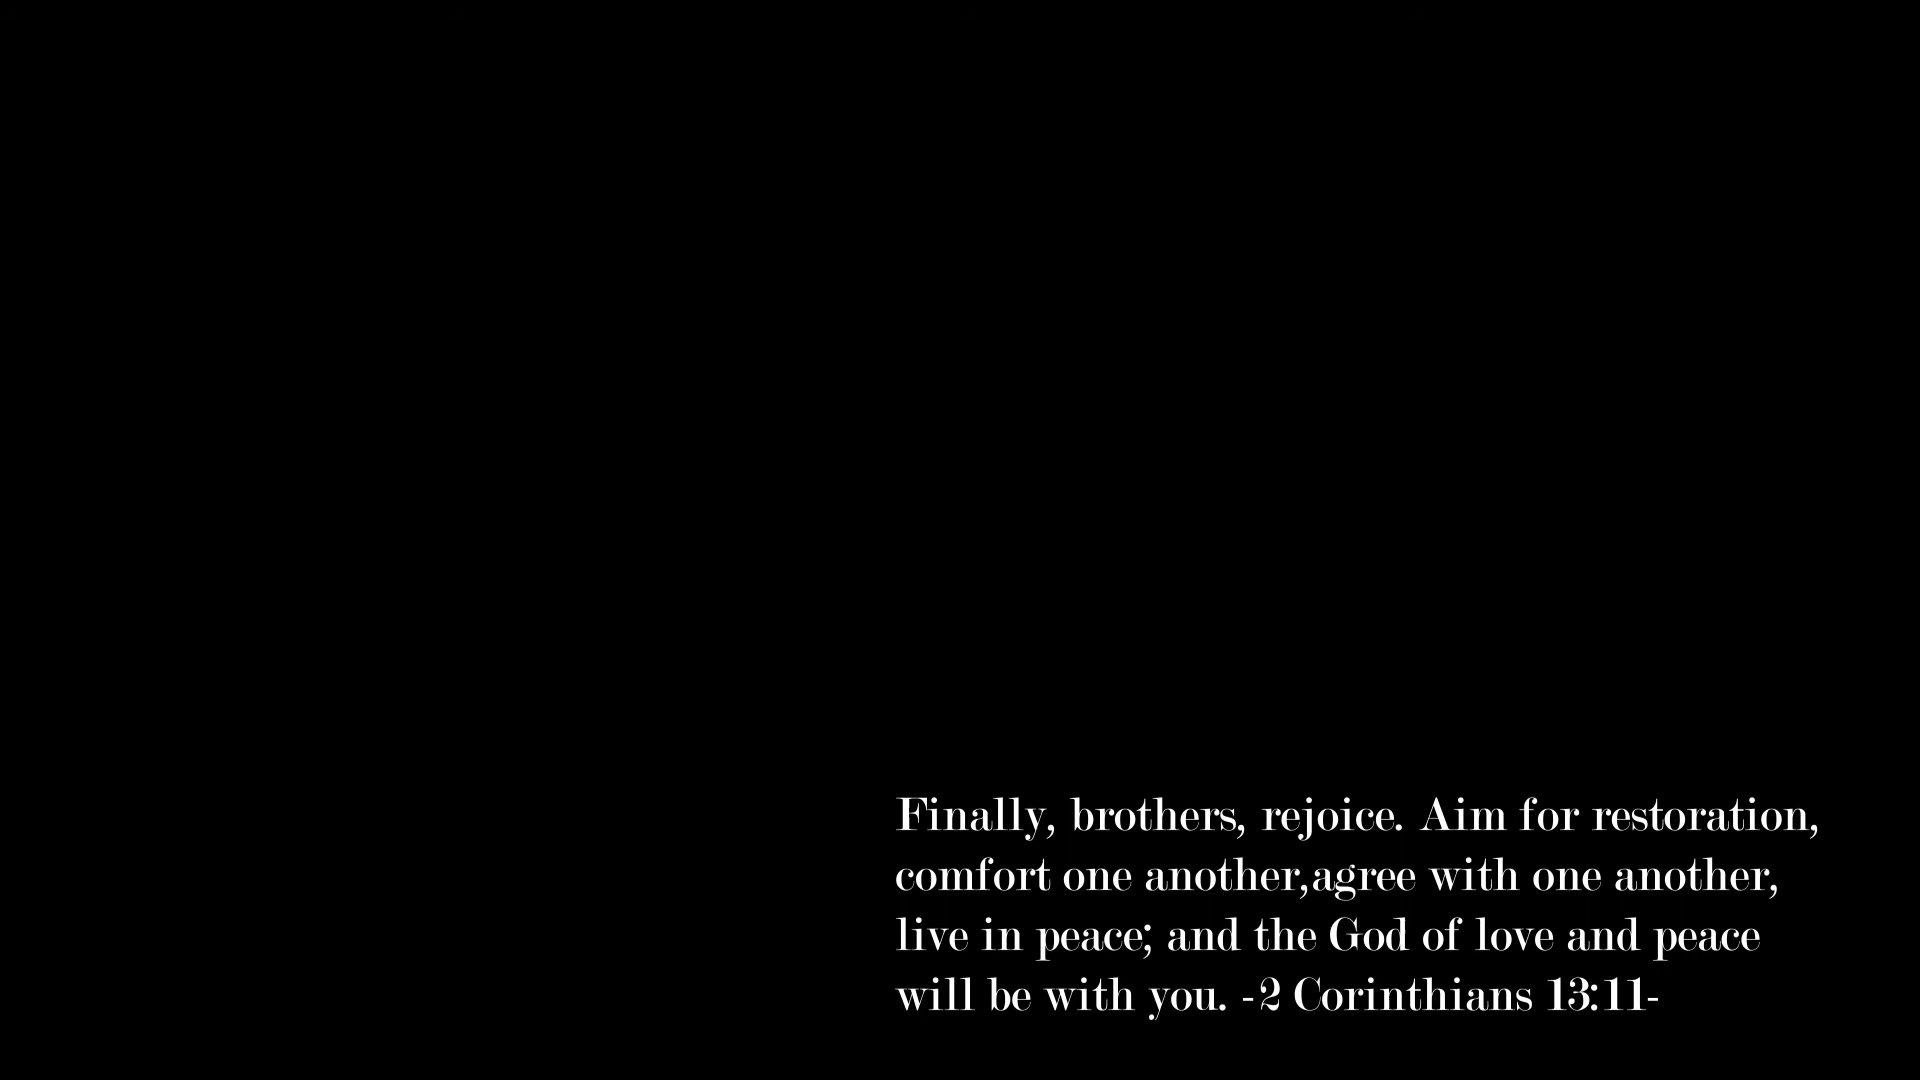 Finally, brothers, rejoice. Aim for restoration,
comfort one another,agree with one another,
live in peace; and the God of love and peace
will be with you. -2 Corinthians 13:11-